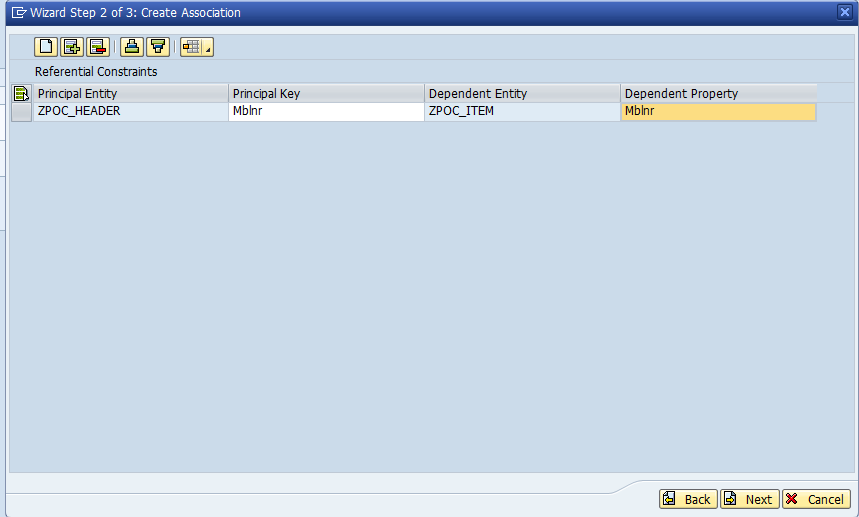 Wizard Step 2 of 3: Create Association
Referential Constraints
Principal Entity Principal Key Dependent Entity Dependent Property
ZPOC_HEADER Mblnr ZPOC_ITEM Mblnr
Back Next Cancel